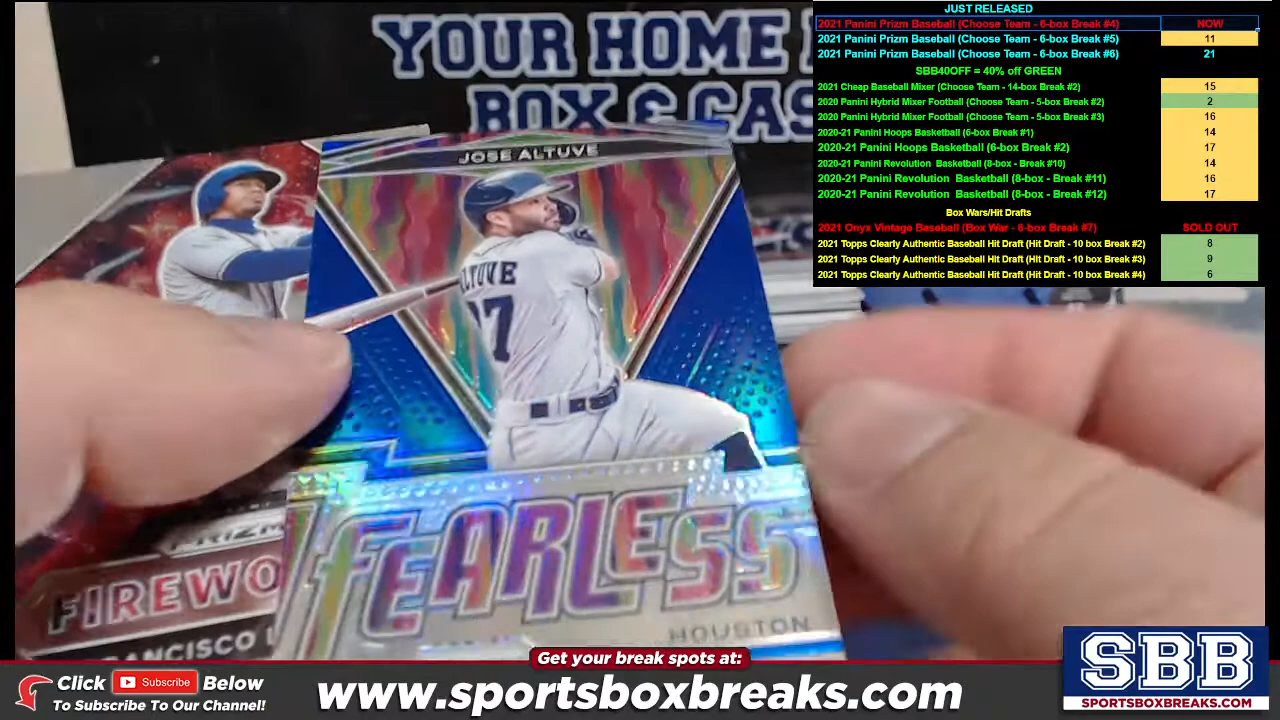 YOUR HOME
BOX & CAS
JUST RELEASED
2021 Panini Prizm Baseball (Choose Team - 6-box Break #4) NOW
2021 Panini Prizm Baseball (Choose Team - 6-box Break #5) 11
2021 Panini Prizm Baseball (Choose Team - 6-box Break #6) 21
SBB40OFF = 40% off GREEN
2021 Cheap Baseball Mixer (Choose Team - 14-box Break #2) 15
2020 Panini Hybrid Mixer Football (Choose Team - 5-box Break #2) 2
2020 Panini Hybrid Mixer Football (Choose Team - 5-box Break #3) 16
2020-21 Panini Hoops Basketball (6-box Break #1) 14
2020-21 Panini Hoops Basketball (6-box Break #2) 17
2020-21 Panini Revolution Basketball (8-box - Break #10) 14
2020-21 Panini Revolution Basketball (8-box - Break #11) 16
2020-21 Panini Revolution Basketball (8-box - Break #12) 17
Box Wars/Hit Drafts
2021 Onyx Vintage Baseball (Box War - 6-box Break #7) SOLD OUT
2021 Topps Clearly Authentic Baseball Hit Draft (Hit Draft - 10 box Break #2) 8
2021 Topps Clearly Authentic Baseball Hit Draft (Hit Draft - 10 box Break #3) 9
2021 Topps Clearly Authentic Baseball Hit Draft (Hit Draft - 10 box Break #4) 6
JOSE ALTUVE
LTUVE
27
PRIZM
FIREWO
ANCISCO L
FEARLESS
HOUSTON
Get your break spots at:
Click Subscribe Below
To Subscribe To Our Channel!
www.sportsboxbreaks.com
SBB
SPORTSBOXBREAKS.COM